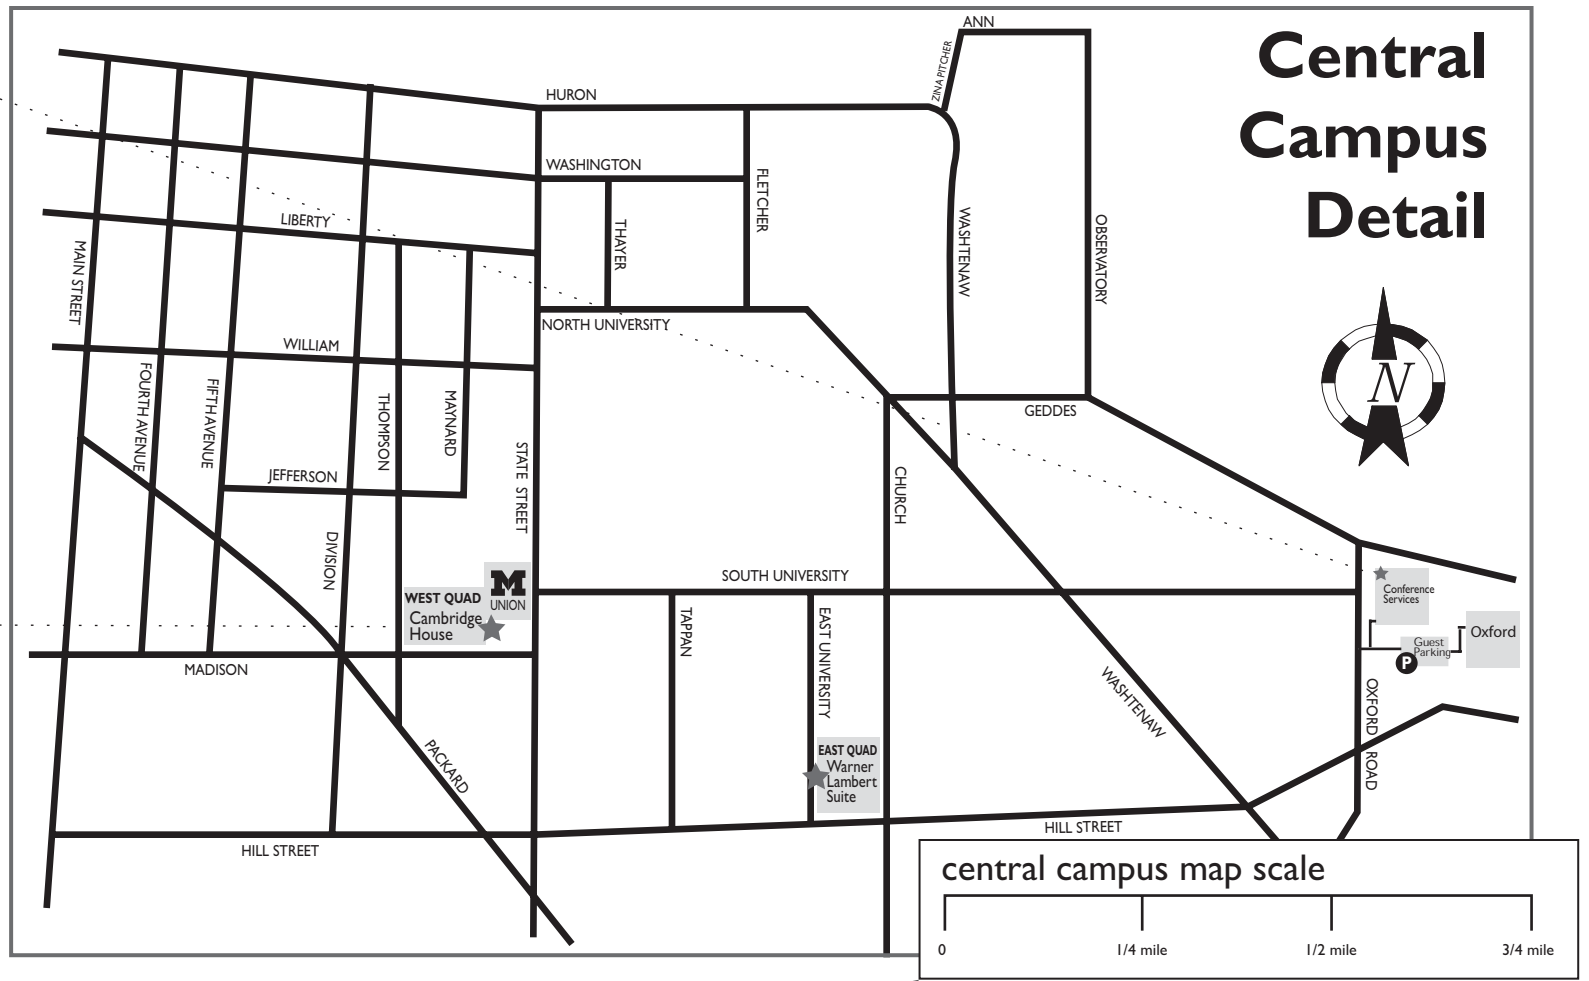 ANN
Central
Campus
Detail
ZINA PITCHER
HURON
WASHINGTON
FLETCHER
THAYER
WASHTENAW
OBSERVATORY
LIBERTY
MAIN STREET
NORTH UNIVERSITY
WILLIAM
FOURTH AVENUE
FIFTH AVENUE
THOMPSON
MAYNARD
GEDDES
N
STATE STREET
CHURCH
JEFFERSON
DIVISION
SOUTH UNIVERSITY
M
UNION
WEST QUAD
Cambridge
House
TAPPAN
EAST UNIVERSITY
Conference
Services
Guest
Parking
P
Oxford
MADISON
WASHTENAW
OXFORD ROAD
PACKARD
EAST QUAD
Warner
Lambert
Suite
HILL STREET
HILL STREET
central campus map scale
0 1/4 mile 1/2 mile 3/4 mile